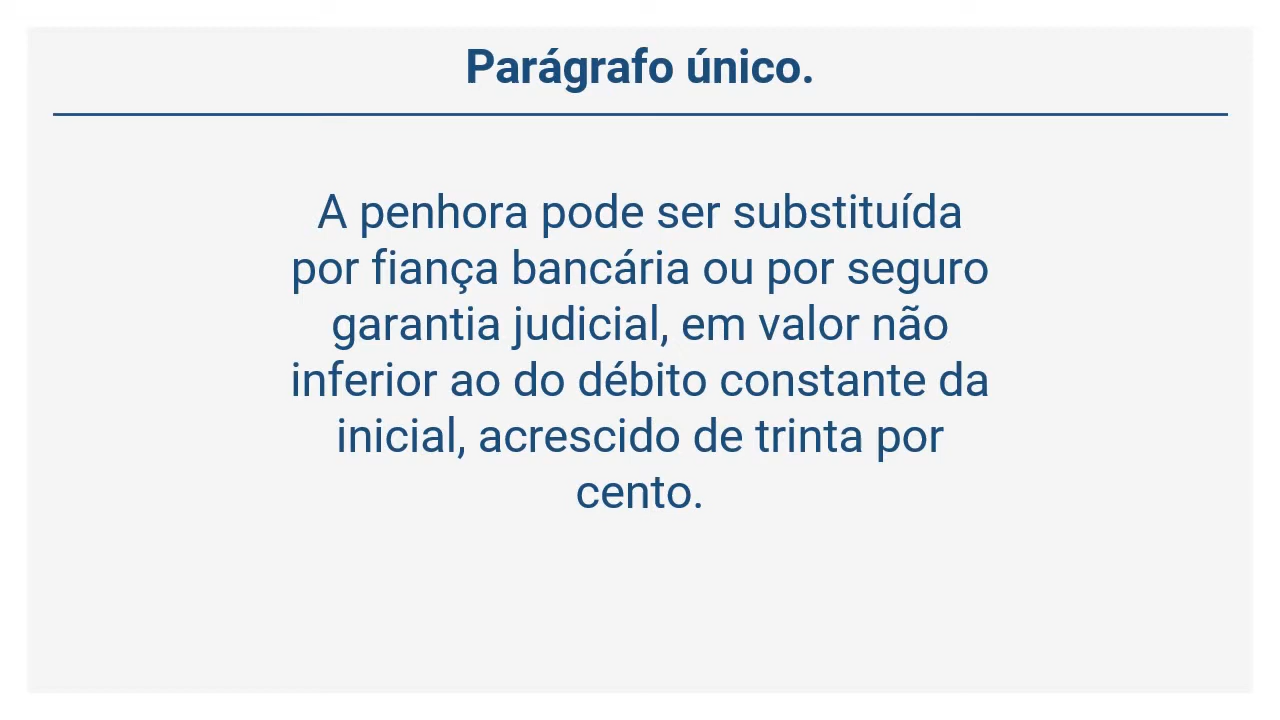 Parágrafo único.
A penhora pode ser substituída
por fiança bancária ou por seguro
garantia judicial, em valor não
inferior ao do débito constante da
inicial, acrescido de trinta por
cento.